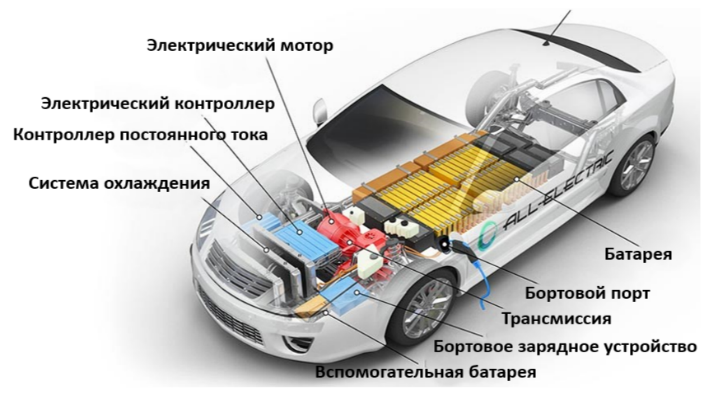 Электрический мотор
Электрический контроллер
Контроллер постоянного тока
Система охлаждения
ALL-ELECTRIC
Батарея
Бортовой порт
Трансмиссия
Бортовое зарядное устройство
Вспомогательная батарея